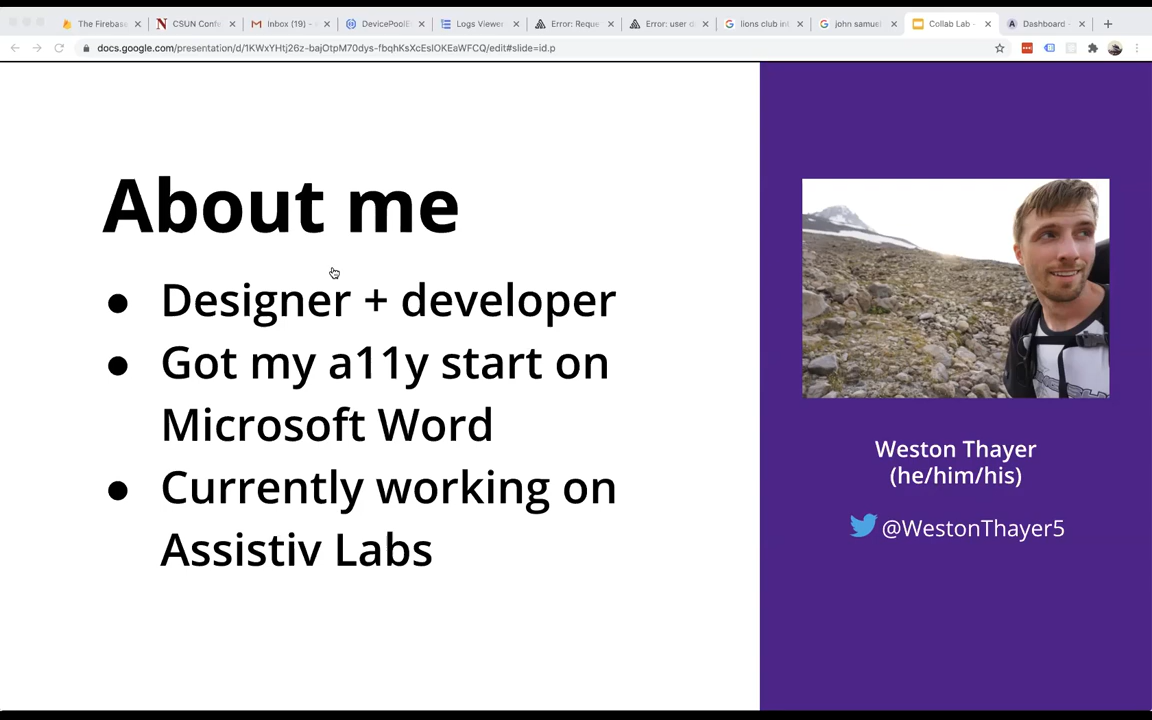 The Firebas
CSUN Conf
Inbox (19) -
DevicePoolE
Logs Viewer
Error: Reque
Error: user d
lions club in
john samuel
Collab Lab -
Dashboard -
docs.google.com/presentation/d/1KWxYHtj26z-bajOtpM70dys-fbqhKsXcEsIOKEaWFCQ/edit#slide=id.p
About me
Designer + developer
Got my a11y start on
Microsoft Word
Currently working on
Assistiv Labs
Weston Thayer
(he/him/his)
@WestonThayer5